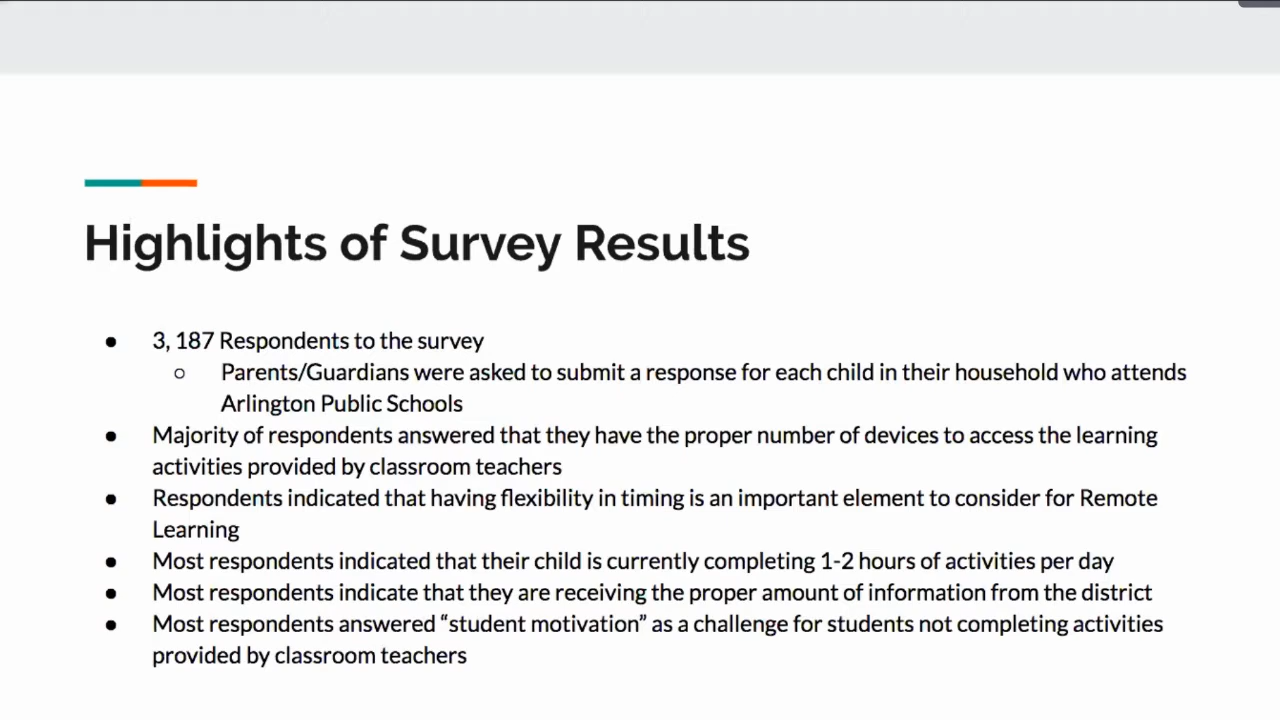 Highlights of Survey Results
● 3, 187 Respondents to the survey
○ Parents/Guardians were asked to submit a response for each child in their household who attends
Arlington Public Schools
● Majority of respondents answered that they have the proper number of devices to access the learning
activities provided by classroom teachers
● Respondents indicated that having flexibility in timing is an important element to consider for Remote
Learning
● Most respondents indicated that their child is currently completing 1-2 hours of activities per day
● Most respondents indicate that they are receiving the proper amount of information from the district
● Most respondents answered “student motivation” as a challenge for students not completing activities
provided by classroom teachers